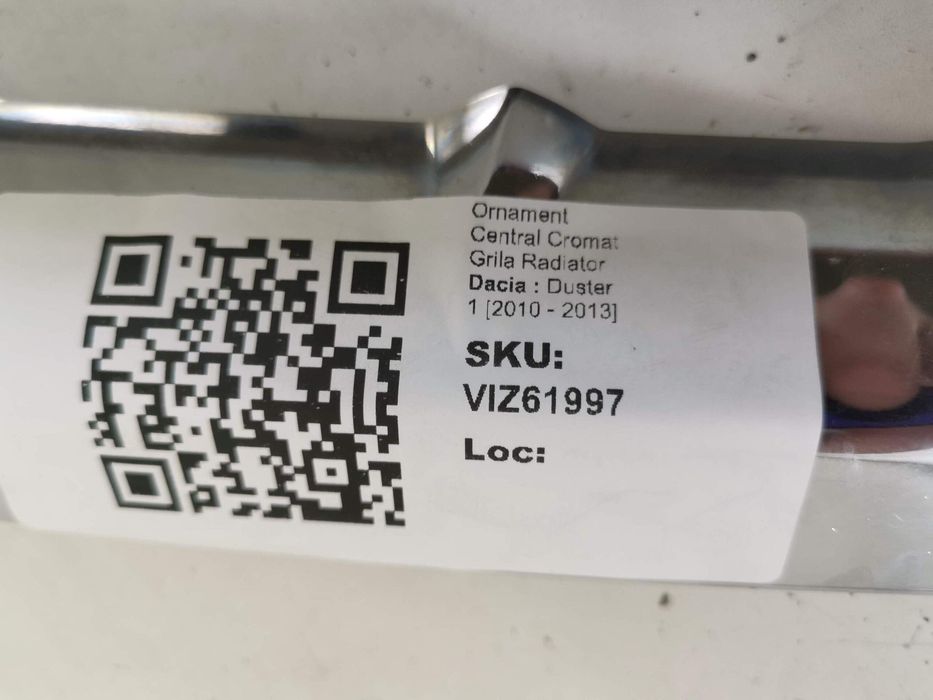 Ornament
Central Cromat
Grila Radiator
Dacia : Duster
1 [2010 - 2013]
SKU:
VIZ61997
Loc: